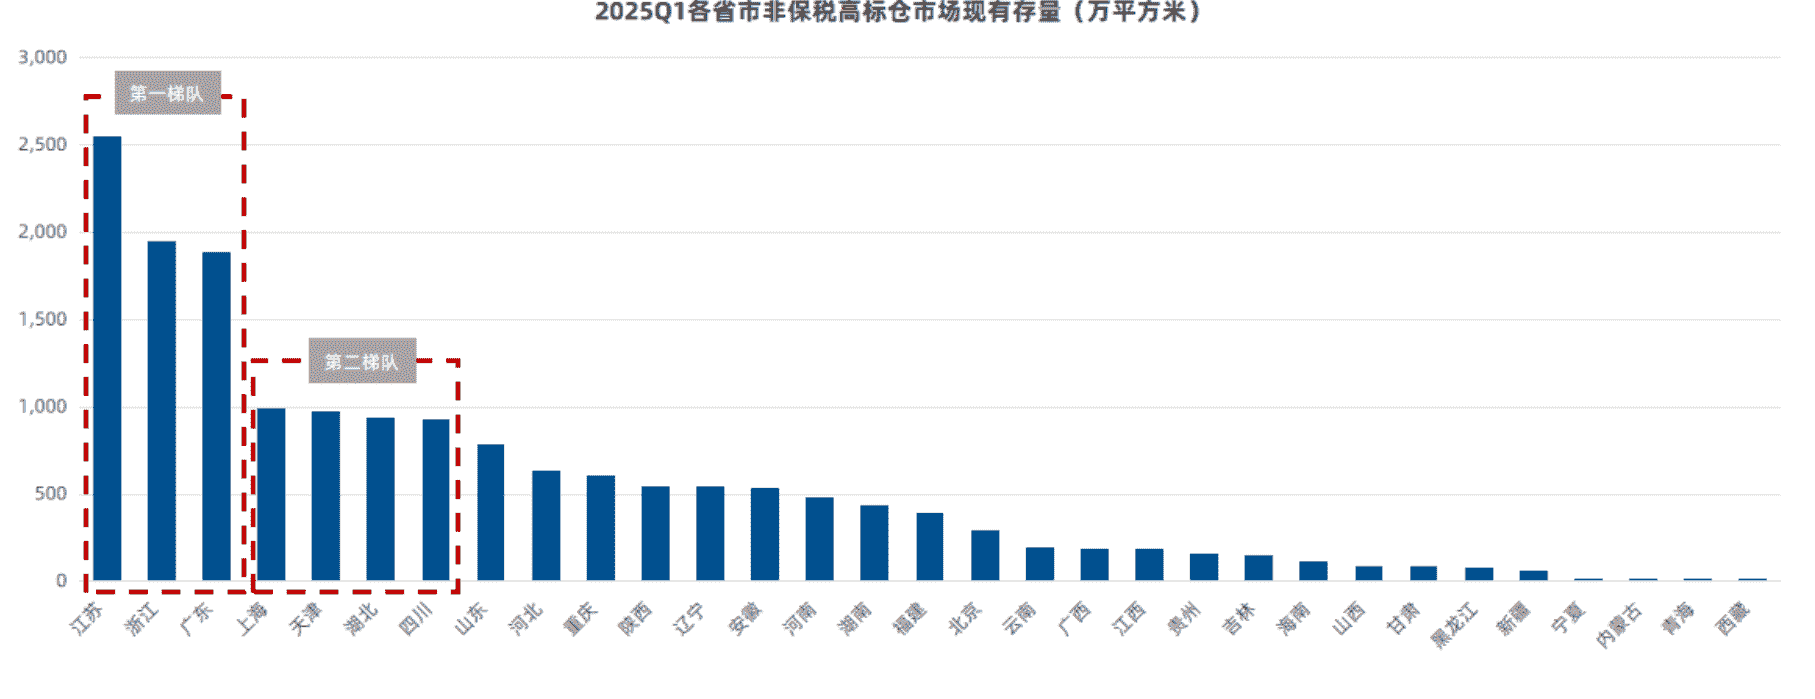 2025Q1各省市非保税高标仓市场现有存量（万平方米）
3,000
第一梯队
2,500
2,000
1,500
第二梯队
1,000
500
0
江苏
浙江
广东
上海
天津
湖北
四川
山东
河北
重庆
陕西
辽宁
安徽
河南
湖南
福建
北京
云南
广西
江西
贵州
吉林
海南
山西
甘肃
黑龙江
新疆
宁夏
内蒙古
青海
西藏